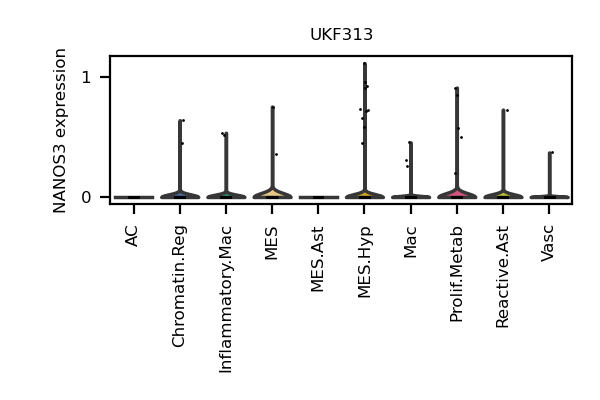 UKF313
NANOS3 expression
1
0
AC
Chromatin.Reg
Inflammatory.Mac
MES
MES.Ast
MES.Hyp
Mac
Prolif.Metab
Reactive.Ast
Vasc